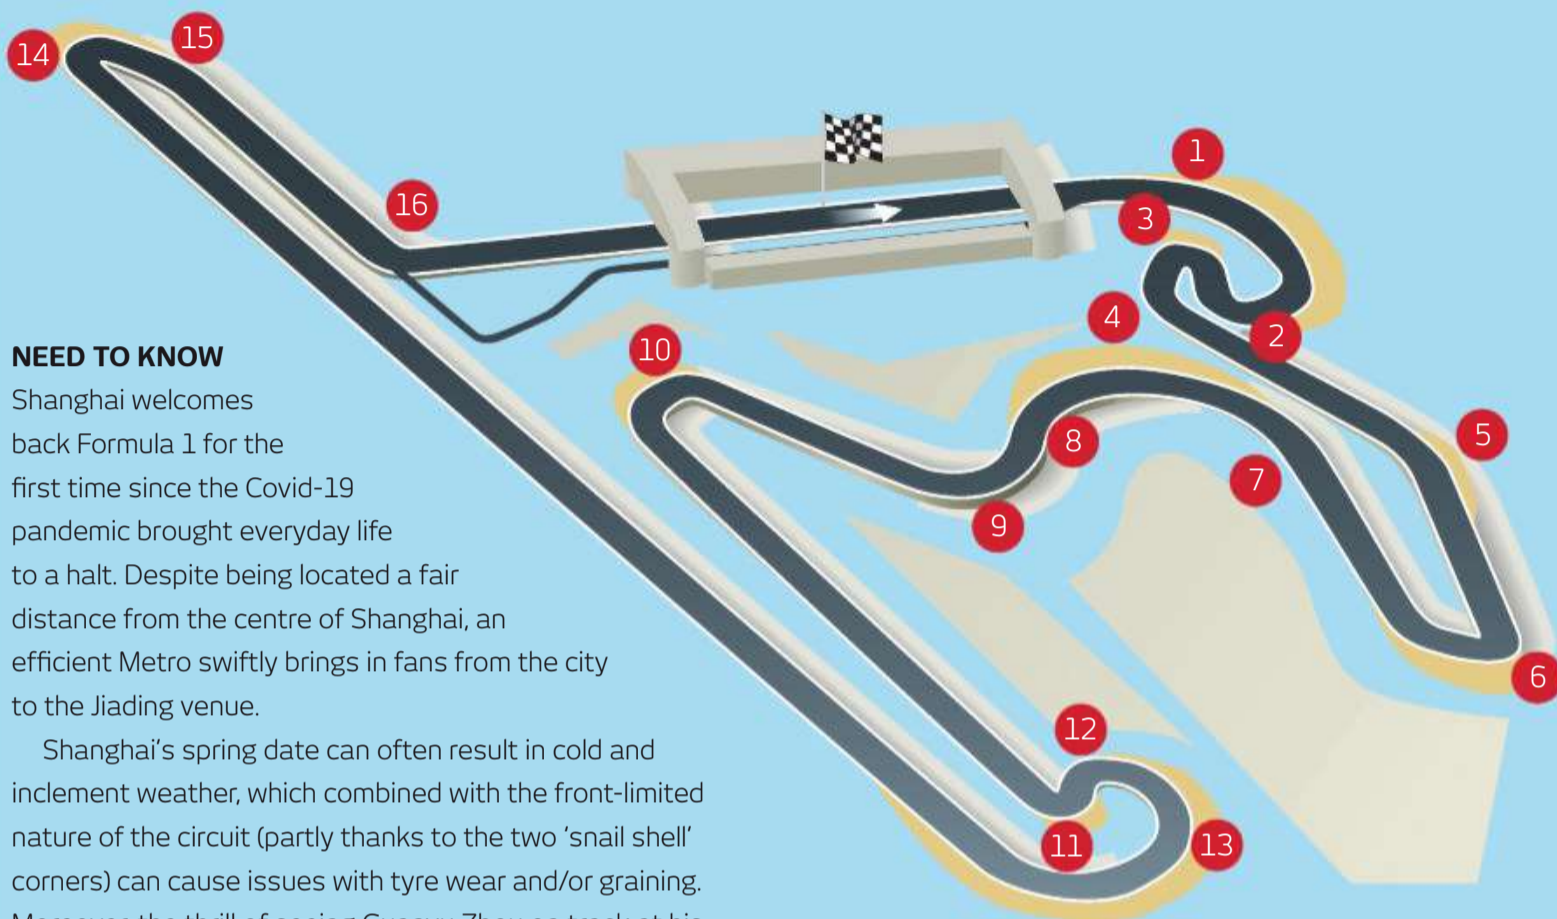 14
15
16
1
3
4
2
10
5
8
7
9
6
12
11
13
NEED TO KNOW
Shanghai welcomes
back Formula 1 for the
first time since the Covid-19
pandemic brought everyday life
to a halt. Despite being located a fair
distance from the centre of Shanghai, an
efficient Metro swiftly brings in fans from the city
to the Jiading venue.
Shanghai’s spring date can often result in cold and
inclement weather, which combined with the front-limited
nature of the circuit (partly thanks to the two ‘snail shell’
corners) can cause issues with tyre wear and/or graining.